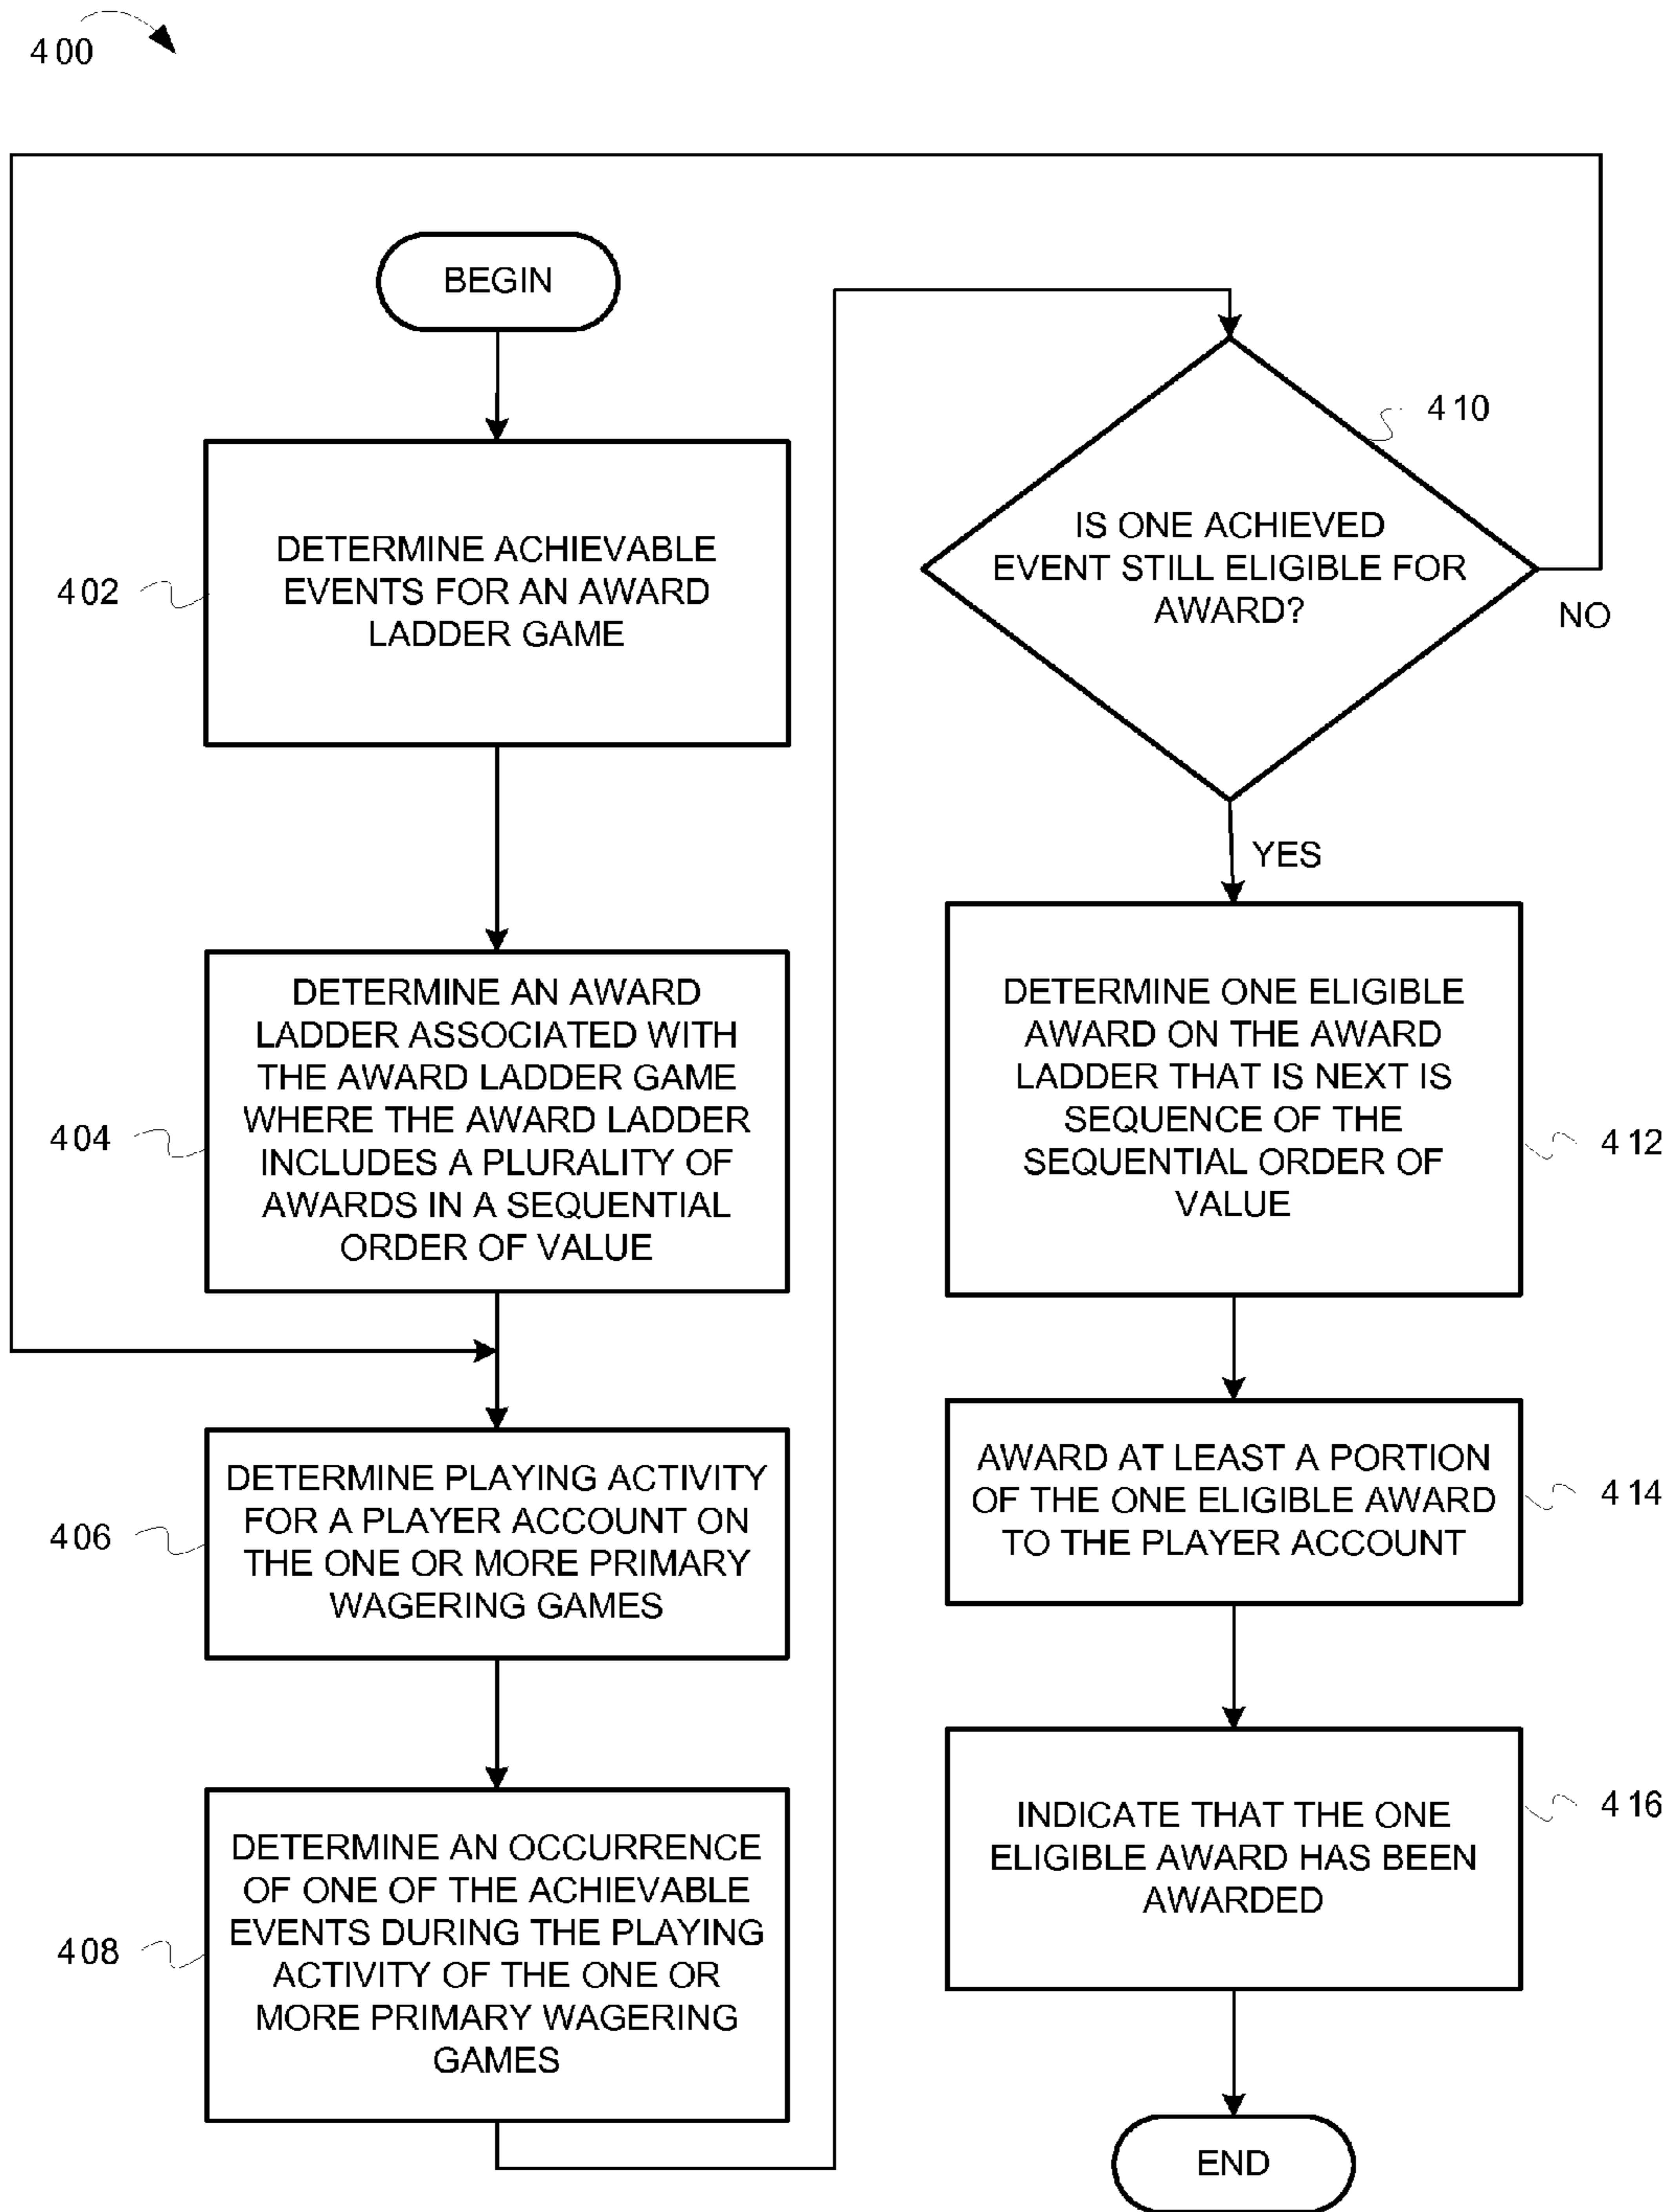 400
BEGIN
402
DETERMINE ACHIEVABLE
EVENTS FOR AN AWARD
LADDER GAME
404
DETERMINE AN AWARD
LADDER ASSOCIATED WITH
THE AWARD LADDER GAME
WHERE THE AWARD LADDER
INCLUDES A PLURALITY OF
AWARDS IN A SEQUENTIAL
ORDER OF VALUE
406
DETERMINE PLAYING ACTIVITY
FOR A PLAYER ACCOUNT ON
THE ONE OR MORE PRIMARY
WAGERING GAMES
408
DETERMINE AN OCCURRENCE
OF ONE OF THE ACHIEVABLE
EVENTS DURING THE PLAYING
ACTIVITY OF THE ONE OR
MORE PRIMARY WAGERING
GAMES
410
IS ONE ACHIEVED
EVENT STILL ELIGIBLE FOR
AWARD?
NO
YES
DETERMINE ONE ELIGIBLE
AWARD ON THE AWARD
LADDER THAT IS NEXT IS
SEQUENCE OF THE
SEQUENTIAL ORDER OF
VALUE
412
AWARD AT LEAST A PORTION
OF THE ONE ELIGIBLE AWARD
TO THE PLAYER ACCOUNT
414
INDICATE THAT THE ONE
ELIGIBLE AWARD HAS BEEN
AWARDED
416
END